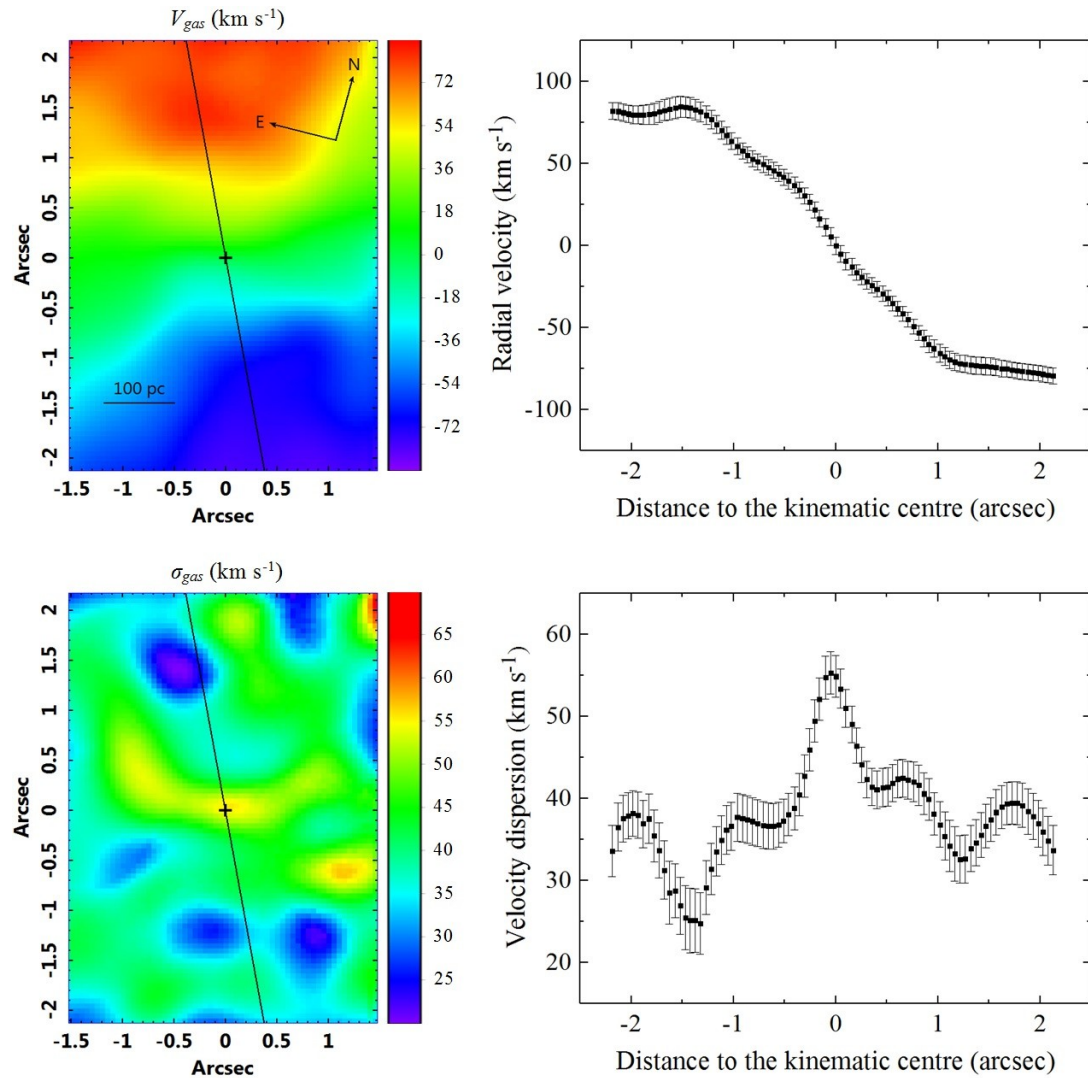 V_gas (km s⁻¹)
2
1.5
1
0.5
0
-0.5
-1
-1.5
-2
Arcsec
N
E
100 pc
72
54
36
18
0
-18
-36
-54
-72
-1.5 -1 -0.5 0 0.5 1
Arcsec
100
50
0
-50
-100
Radial velocity (km s⁻¹)
-2 -1 0 1 2
Distance to the kinematic centre (arcsec)
σ_gas (km s⁻¹)
2
1.5
1
0.5
0
-0.5
-1
-1.5
-2
Arcsec
65
60
55
50
45
40
35
30
25
-1.5 -1 -0.5 0 0.5 1
Arcsec
60
50
40
30
20
Velocity dispersion (km s⁻¹)
-2 -1 0 1 2
Distance to the kinematic centre (arcsec)